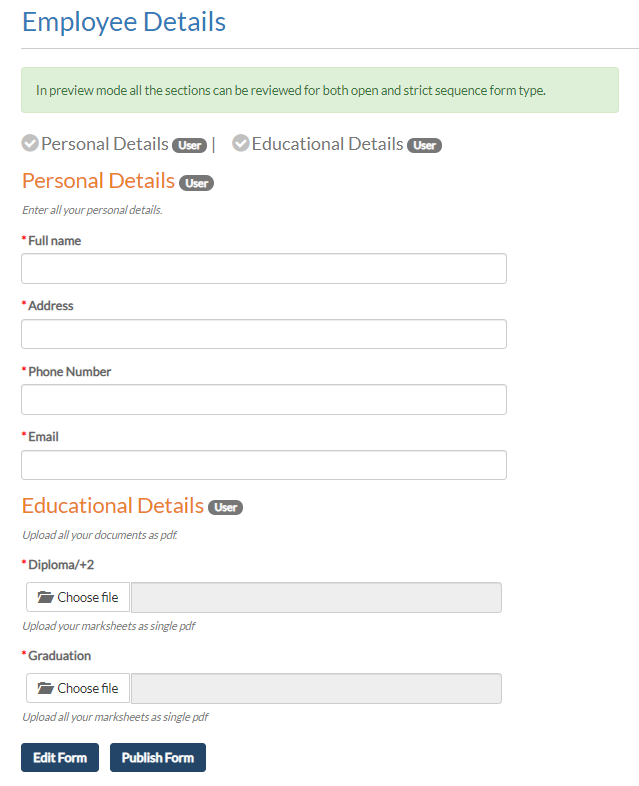 Employee Details
In preview mode all the sections can be reviewed for both open and strict sequence form type.
Personal Details User | Educational Details User
Personal Details User
Enter all your personal details.
* Full name
* Address
* Phone Number
* Email
Educational Details User
Upload all your documents as pdf.
* Diploma/+2
Choose file
Upload your marksheets as single pdf
* Graduation
Choose file
Upload all your marksheets as single pdf
Edit Form Publish Form